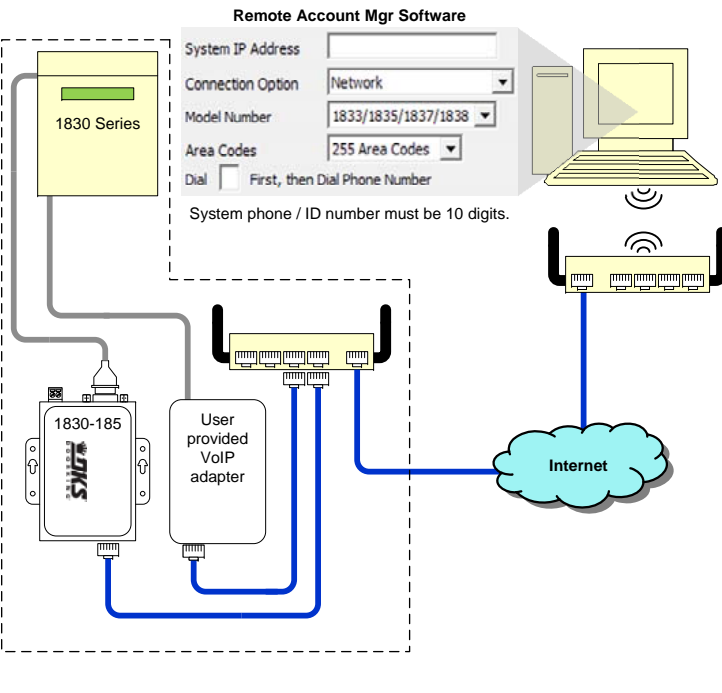 Remote Account Mgr Software
System IP Address
Connection Option Network
Model Number 1833/1835/1837/1838
Area Codes 255 Area Codes
Dial First, then Dial Phone Number
System phone / ID number must be 10 digits.
1830 Series
1830-185
DKS
DOORKING
User
provided
VoIP
adapter
Internet